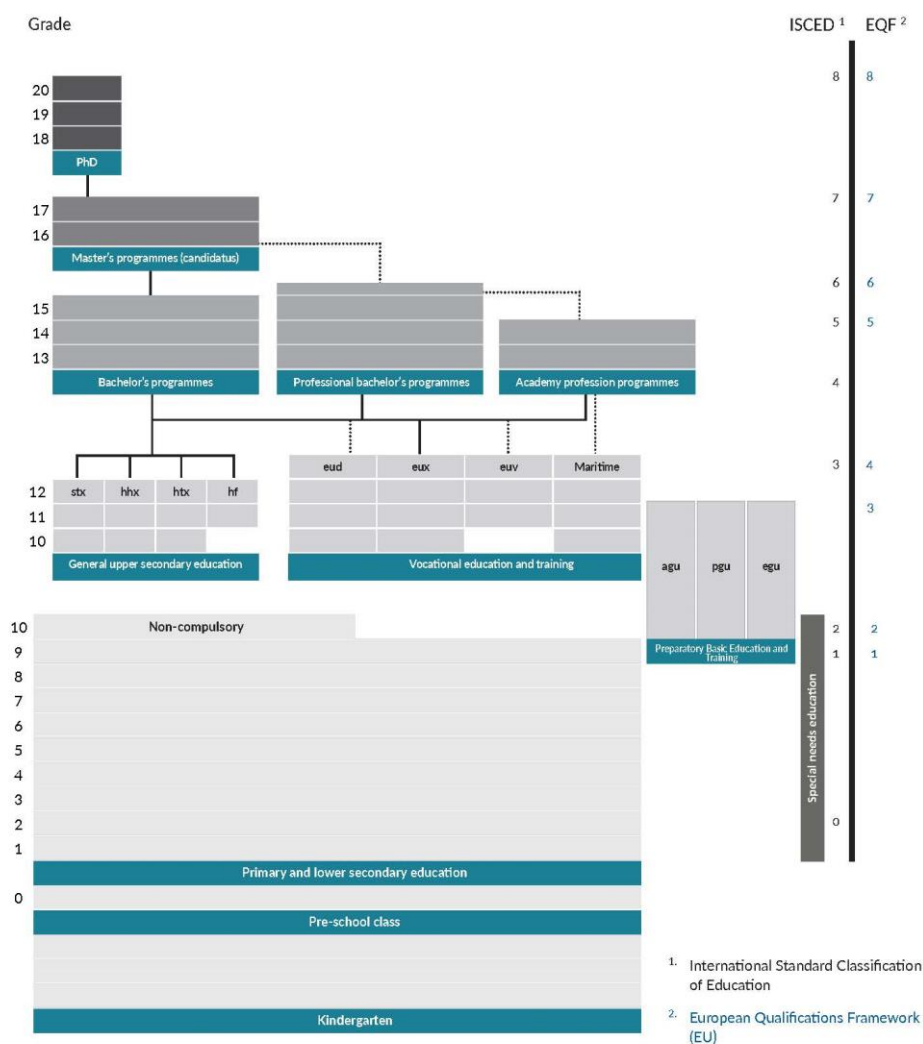 Grade
ISCED 1
EQF 2
8
8
20
19
18
PhD
7
7
17
16
Master's programmes (candidatus)
6
6
15
5
5
14
13
Bachelor's programmes
Professional bachelor's programmes
Academy profession programmes
4
eud
eux
euv
Maritime
3
4
12
stx
hhx
htx
hf
3
11
10
General upper secondary education
Vocational education and training
agu
pgu
egu
10
Non-compulsory
2
2
9
Preparatory Basic Education and
Training
1
1
8
7
6
5
4
3
2
1
Special needs education
0
Primary and lower secondary education
0
Pre-school class
Kindergarten
1. International Standard Classification
of Education
2. European Qualifications Framework
(EU)